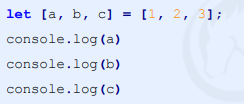 let [a, b, c] = [1, 2, 3];
console.log(a)
console.log(b)
console.log(c)